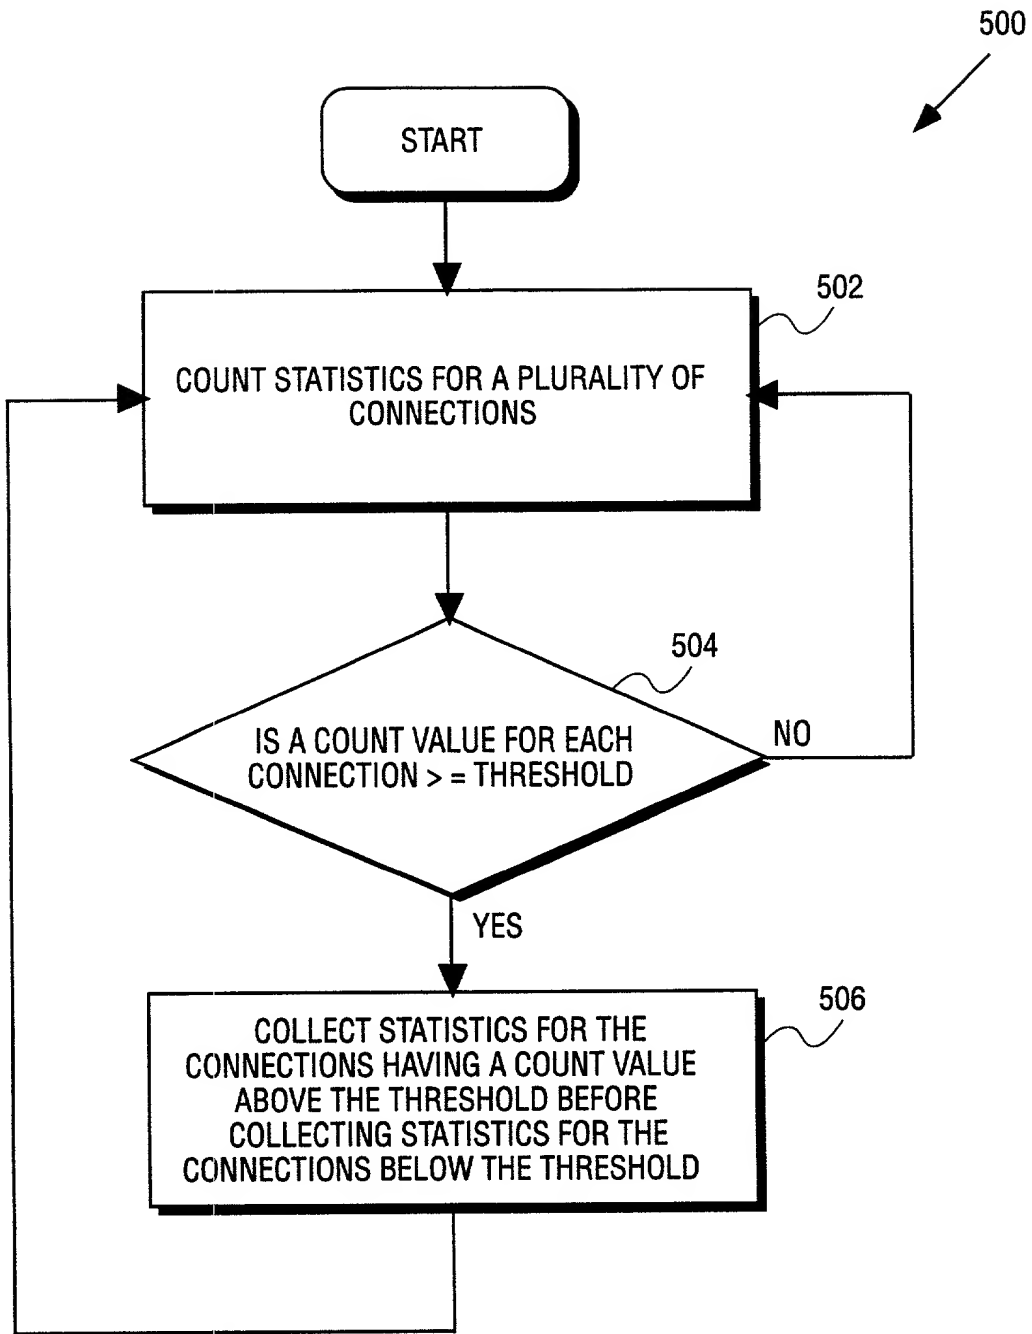 500
START
502
COUNT STATISTICS FOR A PLURALITY OF
CONNECTIONS
504
IS A COUNT VALUE FOR EACH
CONNECTION > = THRESHOLD
NO
YES
506
COLLECT STATISTICS FOR THE
CONNECTIONS HAVING A COUNT VALUE
ABOVE THE THRESHOLD BEFORE
COLLECTING STATISTICS FOR THE
CONNECTIONS BELOW THE THRESHOLD